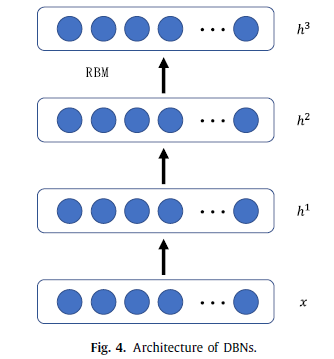 h³
RBM
h²
h¹
x
Fig. 4. Architecture of DBNs.